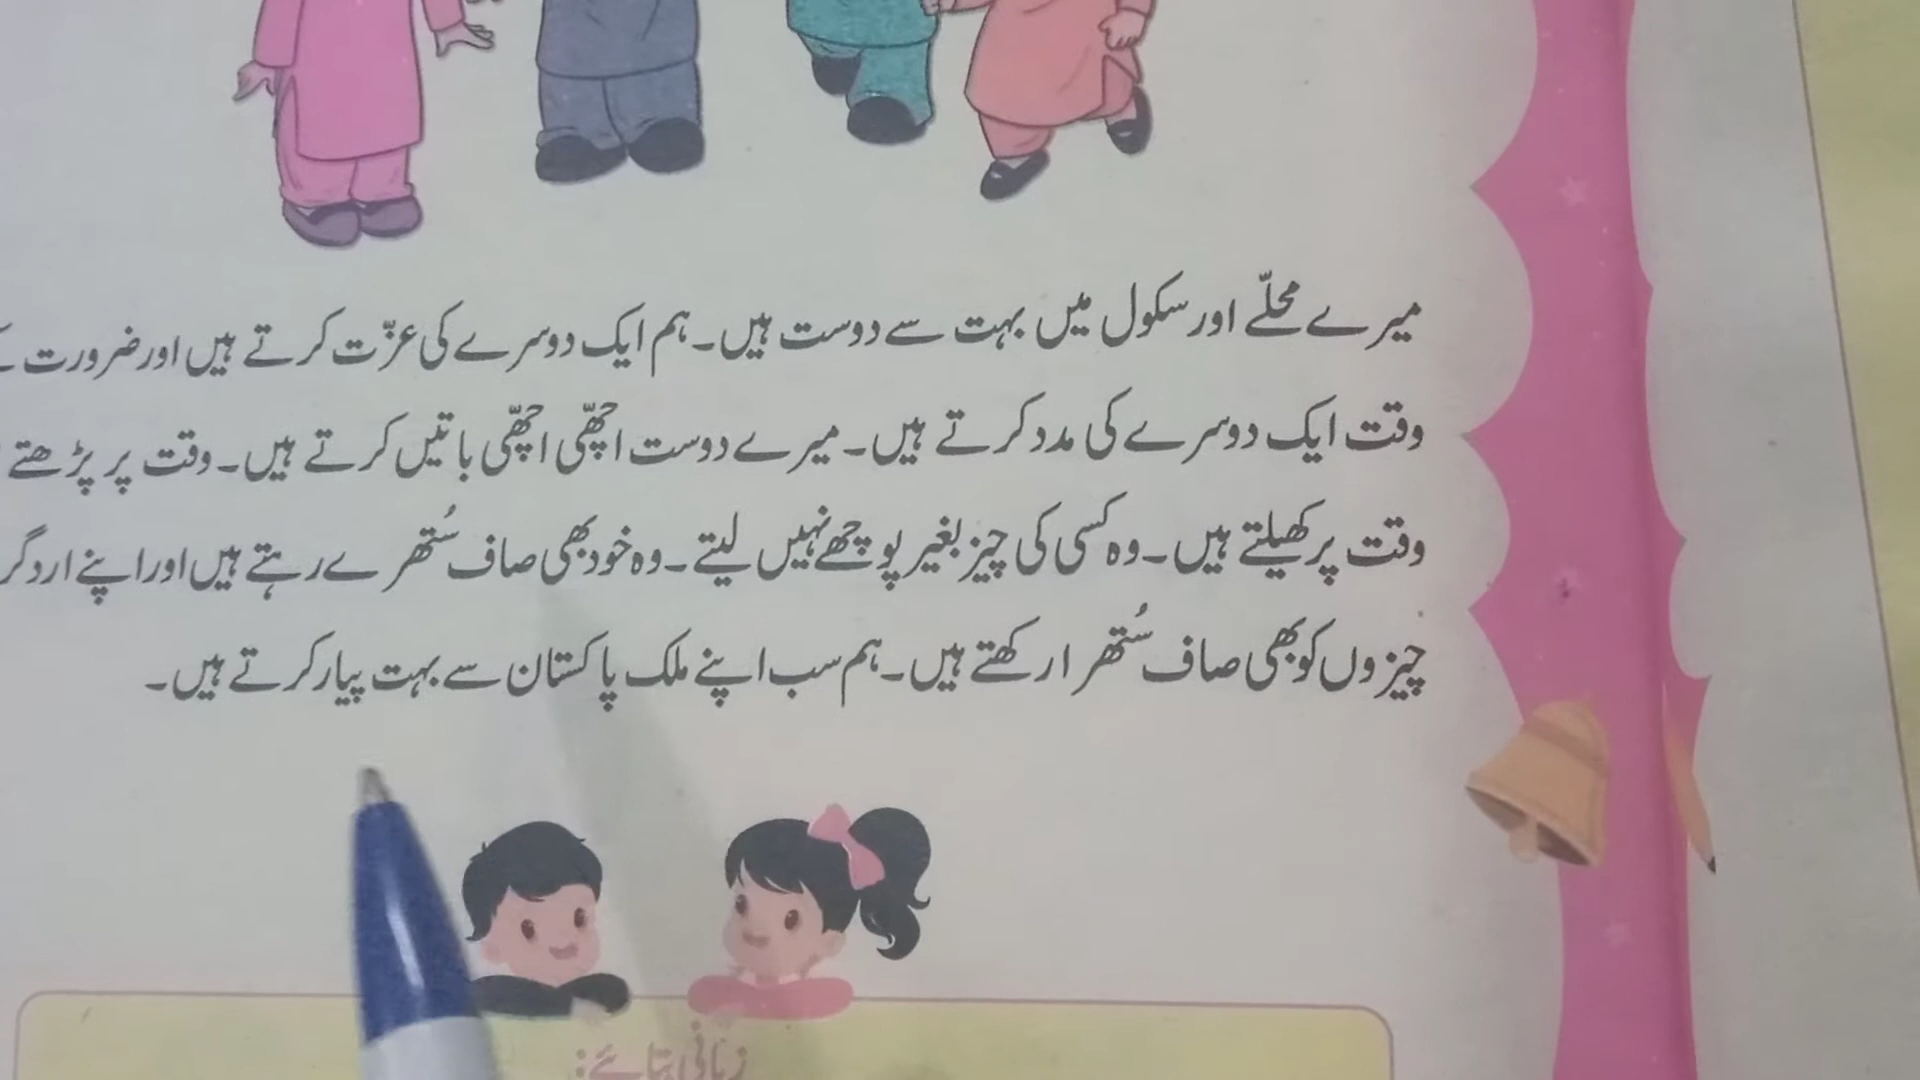 میرے محلّے اور سکول میں بہت سے دوست ہیں۔ ہم ایک دوسرے کی عزّت کرتے ہیں اور ضرورت
وقت ایک دوسرے کی مدد کرتے ہیں۔ میرے دوست اچھّی اچھّی باتیں کرتے ہیں۔ وقت پر پڑھتے
وقت پر کھیلتے ہیں۔ وہ کسی کی چیز بغیر پوچھے نہیں لیتے۔ وہ خود بھی صاف سُتھرے رہتے ہیں اور اپنے
چیزوں کو بھی صاف سُتھرا رکھتے ہیں۔ ہم سب اپنے ملک پاکستان سے بہت پیار کرتے ہیں۔
زبانی بتائیے: